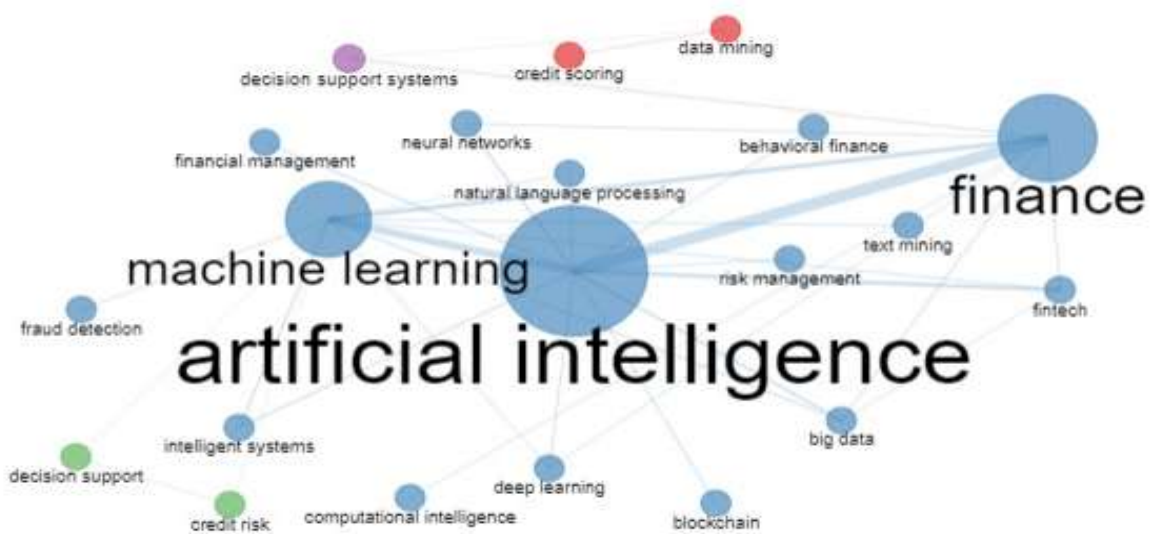 data mining
decision support systems
credit scoring
neural networks
behavioral finance
financial management
natural language processing
finance
text mining
machine learning
risk management
fintech
fraud detection
artificial intelligence
big data
intelligent systems
decision support
deep learning
computational intelligence
blockchain
credit risk